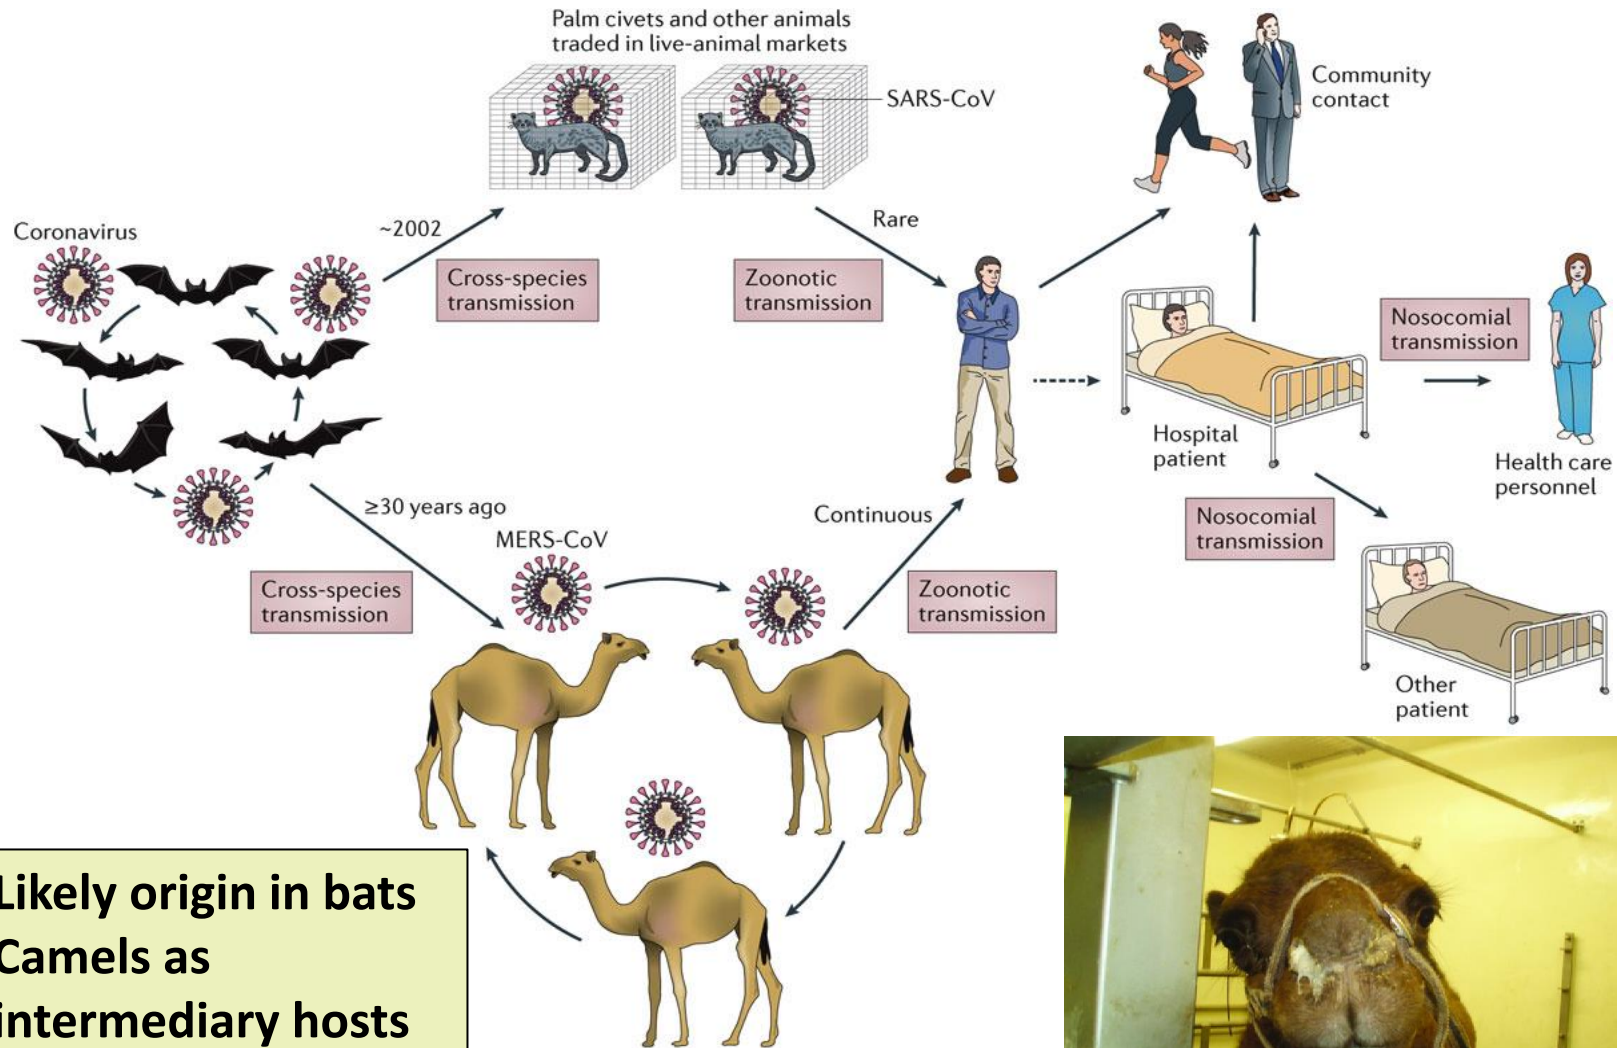 Palm civets and other animals
traded in live-animal markets
SARS-CoV
Community
contact
Coronavirus
~2002
Rare
Cross-species
transmission
Zoonotic
transmission
Nosocomial
transmission
Hospital
patient
Health care
personnel
≥30 years ago
MERS-CoV
Continuous
Nosocomial
transmission
Cross-species
transmission
Zoonotic
transmission
Other
patient
Likely origin in bats
Camels as
intermediary hosts